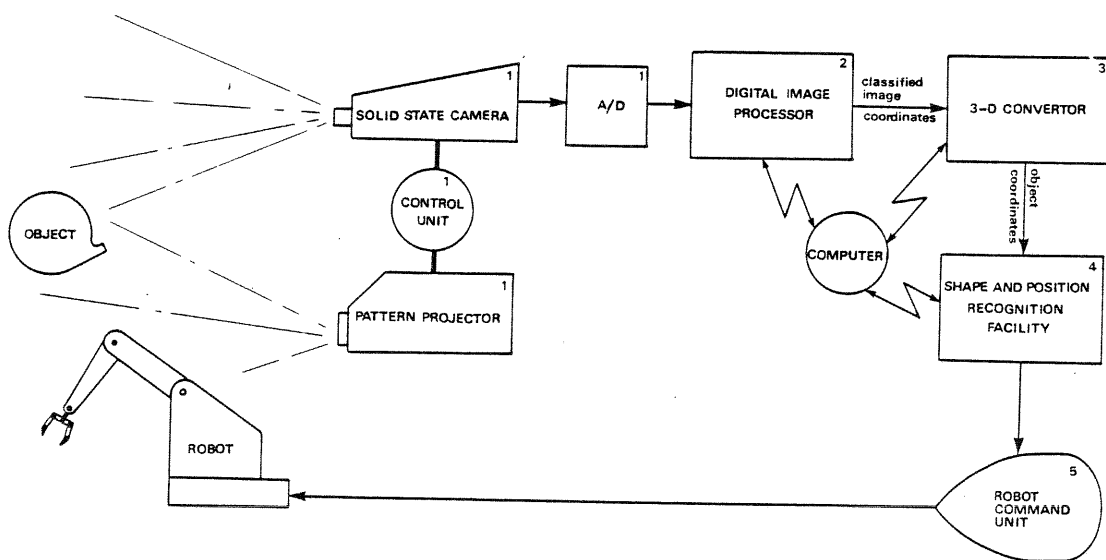 1
SOLID STATE CAMERA
1
A/D
2
DIGITAL IMAGE
PROCESSOR
classified
image
coordinates
3
3-D CONVERTOR
OBJECT
1
CONTROL
UNIT
COMPUTER
object
coordinates
1
PATTERN PROJECTOR
4
SHAPE AND POSITION
RECOGNITION
FACILITY
ROBOT
5
ROBOT
COMMAND
UNIT